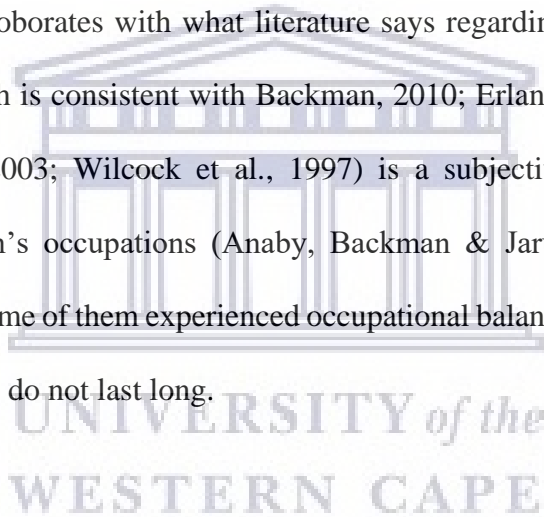 oborates with what literature says regardin
is consistent with Backman, 2010; Erlan
003; Wilcock et al., 1997) is a subjecti
's occupations (Anaby, Backman & Jar
me of them experienced occupational balan
do not last long.
UNIVERSITY of the
WESTERN CAPE